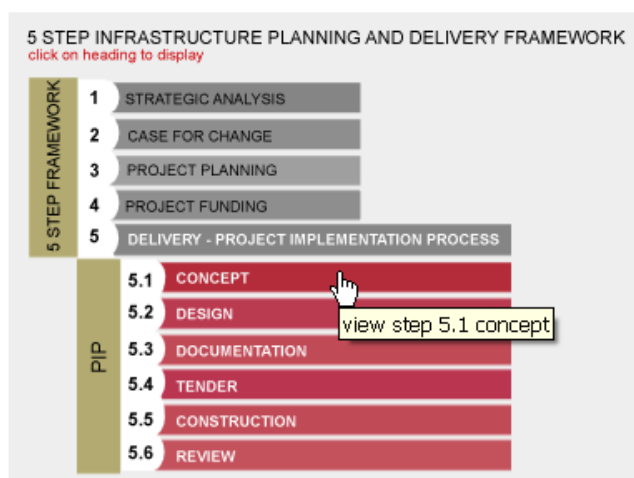 5 STEP INFRASTRUCTURE PLANNING AND DELIVERY FRAMEWORK
click on heading to display
5 STEP FRAMEWORK
1 STRATEGIC ANALYSIS
2 CASE FOR CHANGE
3 PROJECT PLANNING
4 PROJECT FUNDING
5 DELIVERY - PROJECT IMPLEMENTATION PROCESS
PIP
5.1 CONCEPT
view step 5.1 concept
5.2 DESIGN
5.3 DOCUMENTATION
5.4 TENDER
5.5 CONSTRUCTION
5.6 REVIEW